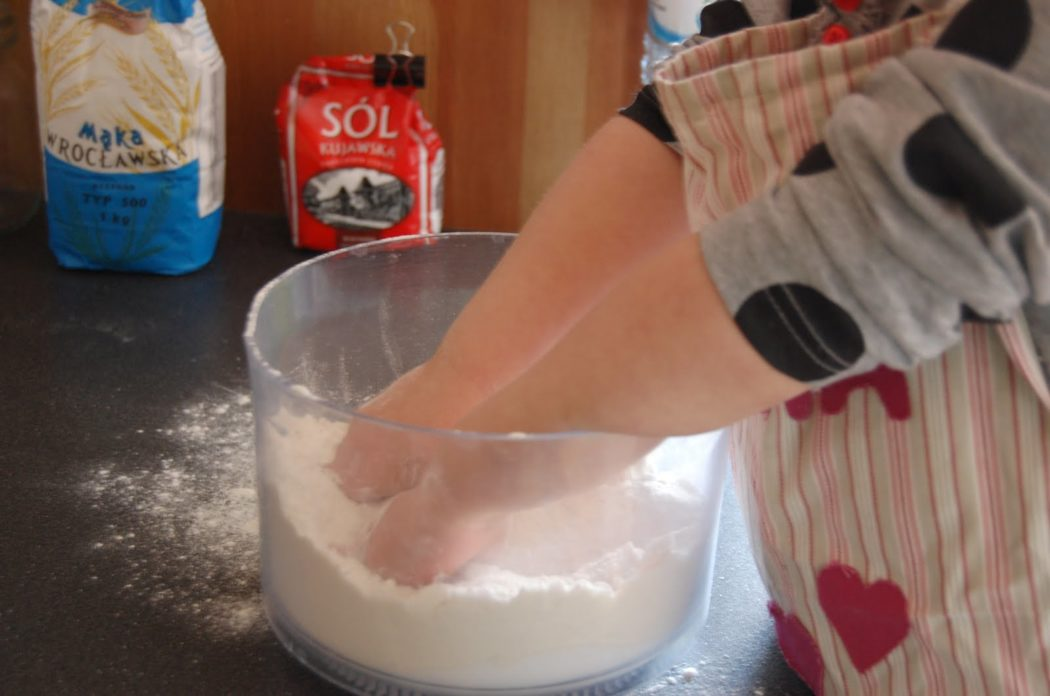 Mąka
WROCŁAWSKA
TYP 500
1 kg
SÓL
KUJAWSKA